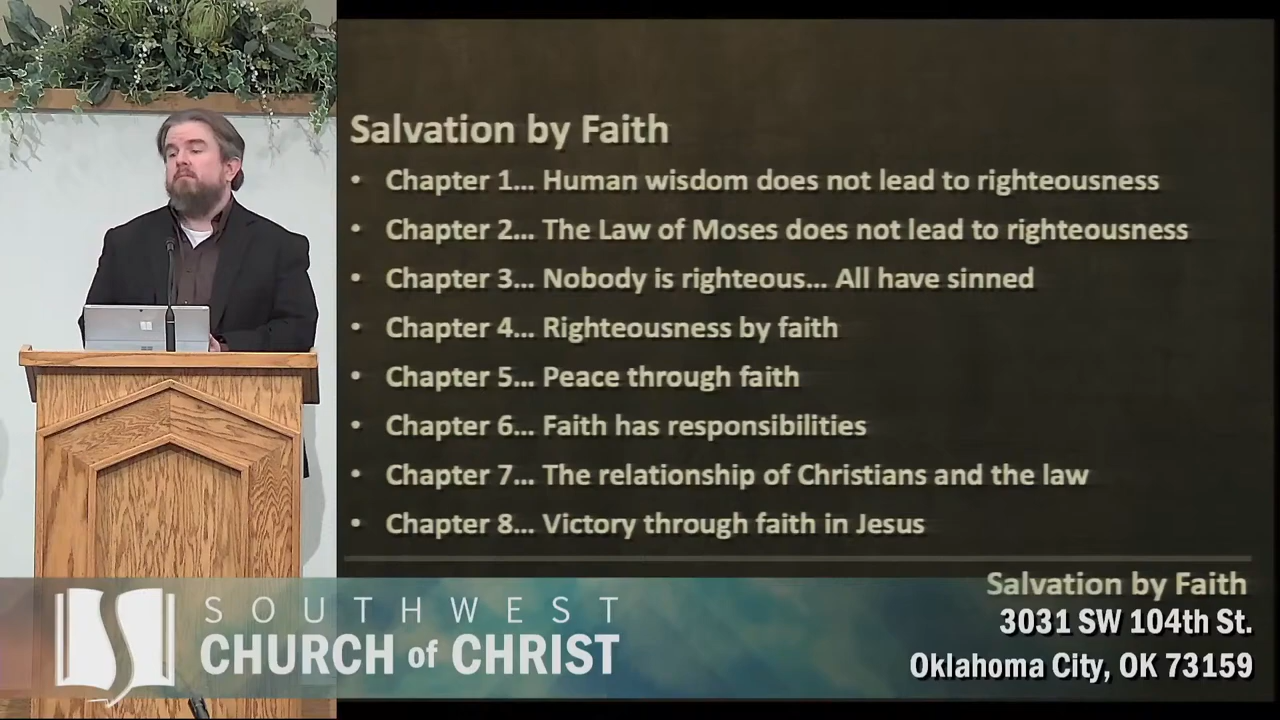 Salvation by Faith
• Chapter 1... Human wisdom does not lead to righteousness
• Chapter 2... The Law of Moses does not lead to righteousness
• Chapter 3... Nobody is righteous... All have sinned
• Chapter 4... Righteousness by faith
• Chapter 5... Peace through faith
• Chapter 6... Faith has responsibilities
• Chapter 7... The relationship of Christians and the law
• Chapter 8... Victory through faith in Jesus
Salvation by Faith
SOUTHWEST
CHURCH of CHRIST
3031 SW 104th St.
Oklahoma City, OK 73159